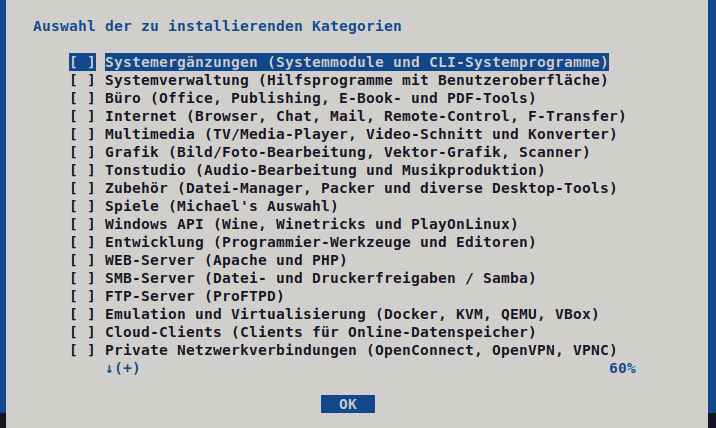 Auswahl der zu installierenden Kategorien
[ ] Systemergänzungen (Systemmodule und CLI-Systemprogramme)
[ ] Systemverwaltung (Hilfsprogramme mit Benutzeroberfläche)
[ ] Büro (Office, Publishing, E-Book- und PDF-Tools)
[ ] Internet (Browser, Chat, Mail, Remote-Control, F-Transfer)
[ ] Multimedia (TV/Media-Player, Video-Schnitt und Konverter)
[ ] Grafik (Bild/Foto-Bearbeitung, Vektor-Grafik, Scanner)
[ ] Tonstudio (Audio-Bearbeitung und Musikproduktion)
[ ] Zubehör (Datei-Manager, Packer und diverse Desktop-Tools)
[ ] Spiele (Michael's Auswahl)
[ ] Windows API (Wine, Winetricks und PlayOnLinux)
[ ] Entwicklung (Programmier-Werkzeuge und Editoren)
[ ] WEB-Server (Apache und PHP)
[ ] SMB-Server (Datei- und Druckerfreigaben / Samba)
[ ] FTP-Server (ProFTPD)
[ ] Emulation und Virtualisierung (Docker, KVM, QEMU, VBox)
[ ] Cloud-Clients (Clients für Online-Datenspeicher)
[ ] Private Netzwerkverbindungen (OpenConnect, OpenVPN, VPNC)
↓(+) 60%
OK